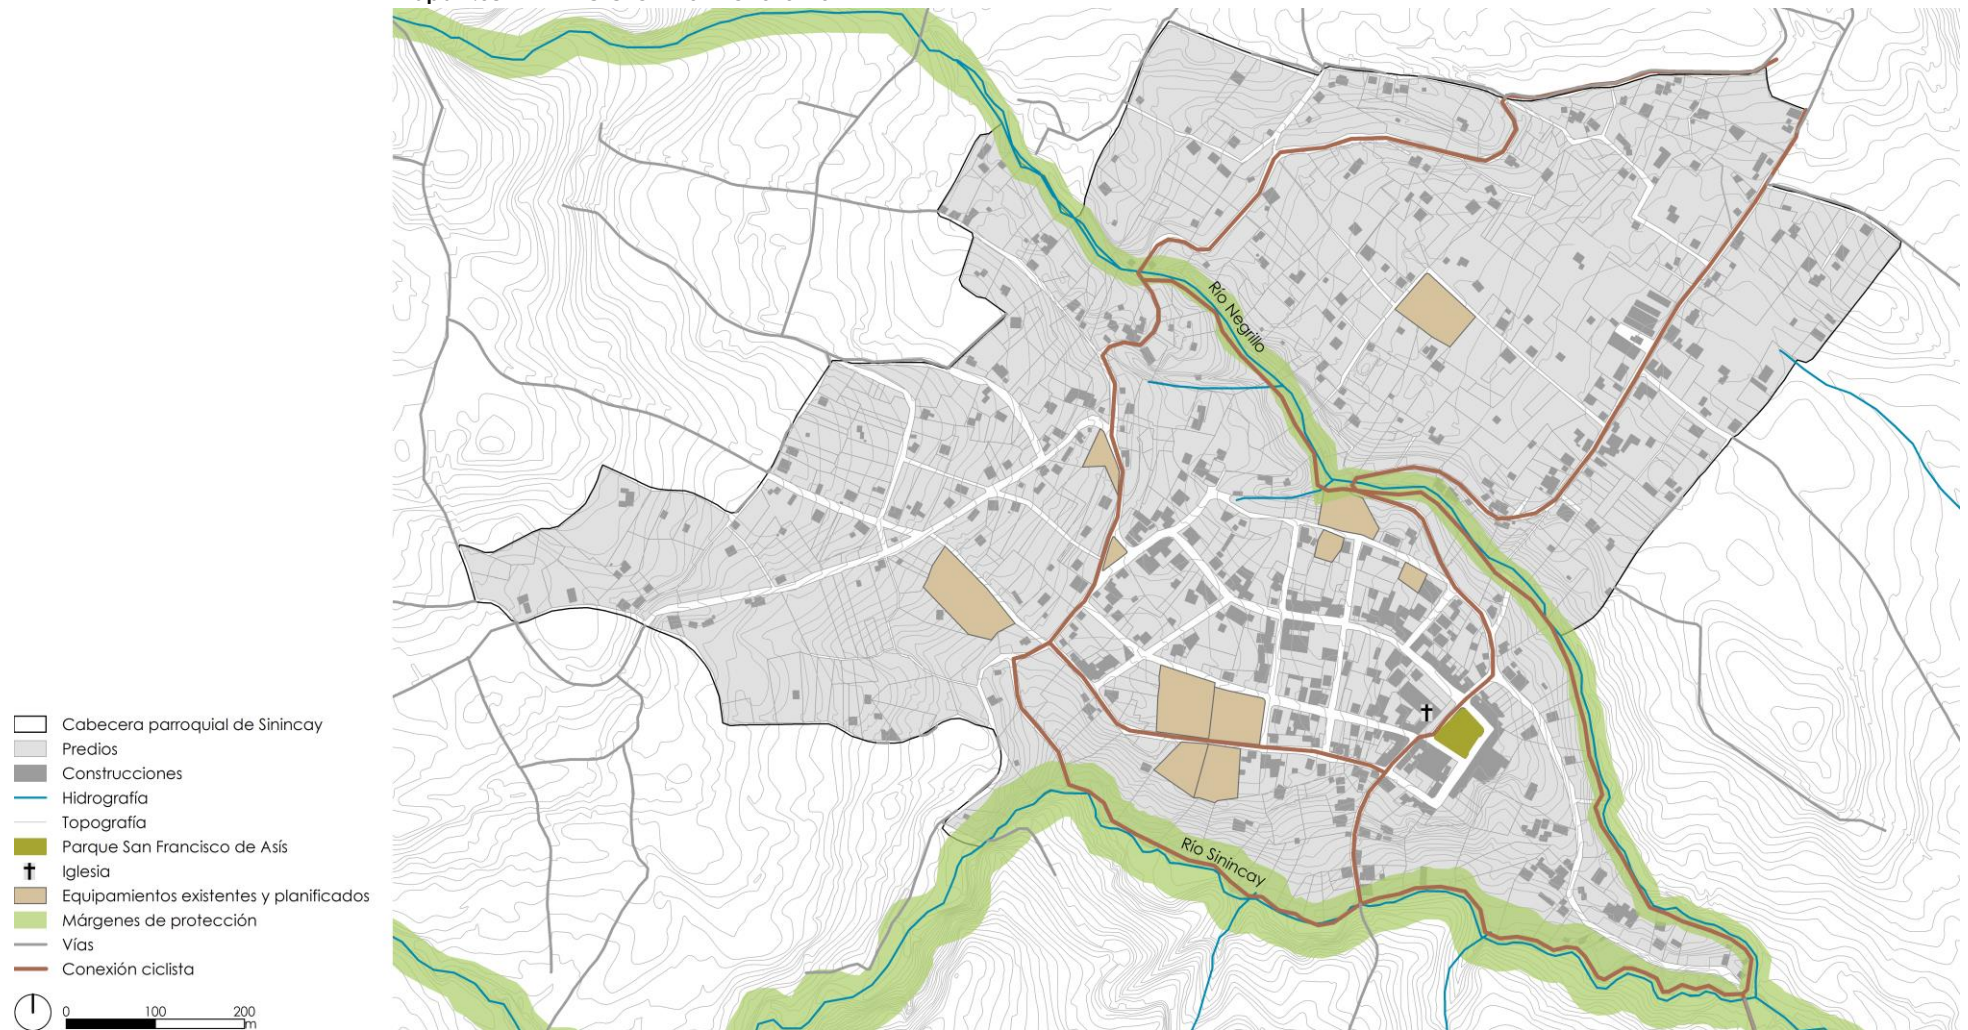 Río Negrillo
Río Sinincay
Cabecera parroquial de Sinincay
Predios
Construcciones
Hidrografía
Topografía
Parque San Francisco de Asís
Iglesia
Equipamientos existentes y planificados
Márgenes de protección
Vías
Conexión ciclista
0 100 200
m